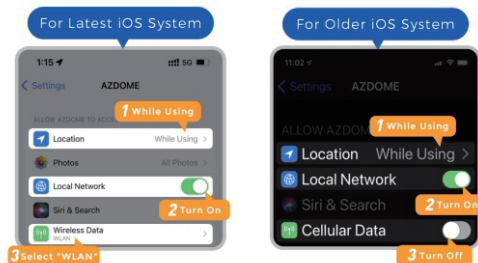 For Latest iOS System
1:15
5G
Settings
AZDOME
ALLOW AZDOME TO ACC
1 While Using
Location
While Using
Photos
All Photos
Local Network
Siri & Search
2 Turn On
Wireless Data
WLAN
3 Select "WLAN"
For Older iOS System
11:02
Settings
AZDOME
ALLOW AZDOM
1 While Using
Location
While Using
Local Network
Siri & Search
2 Turn On
Cellular Data
3 Turn Off